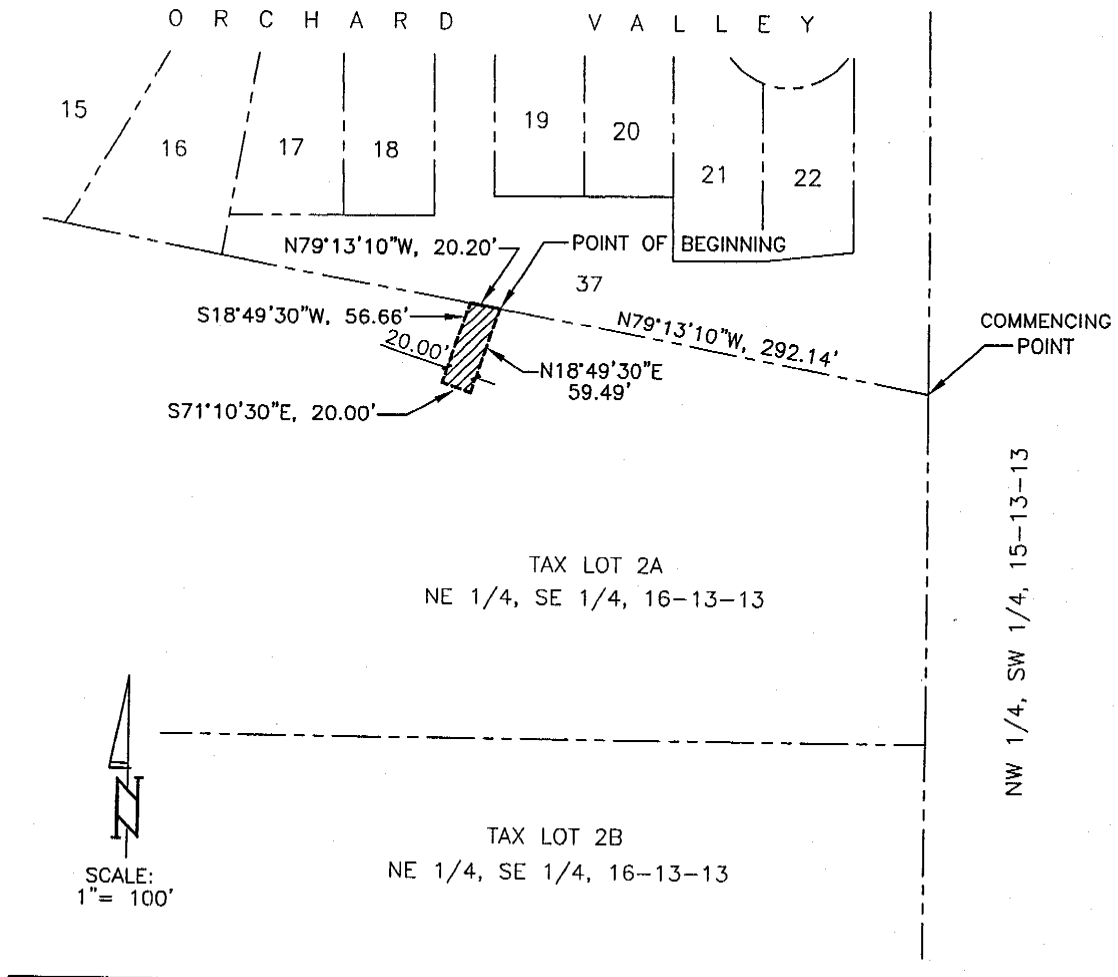 ORCHARD VALLEY
15
16
17
18
19
20
21
22
N79°13'10"W, 20.20'
POINT OF BEGINNING
37
S18°49'30"W, 56.66'
20.00'
N79°13'10"W, 292.14'
COMMENCING
POINT
N18°49'30"E
59.49'
S71°10'30"E, 20.00'
TAX LOT 2A
NE 1/4, SE 1/4, 16-13-13
NW 1/4, SW 1/4, 15-13-13
N
SCALE:
1"= 100'
TAX LOT 2B
NE 1/4, SE 1/4, 16-13-13